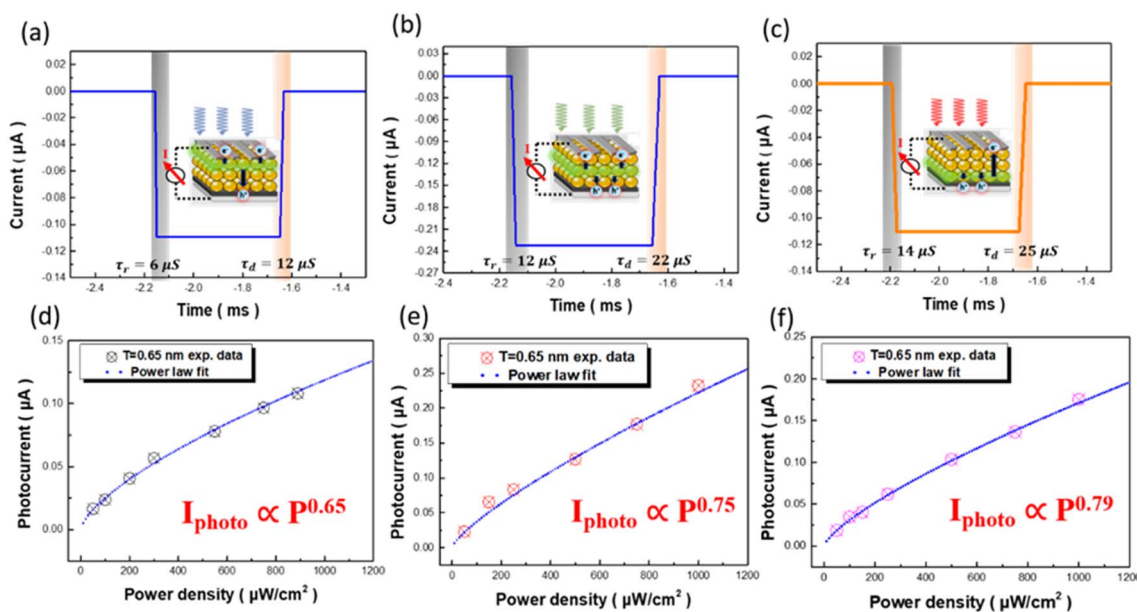 (a)
Current ( μA )
0.02
0.00
-0.02
-0.04
-0.06
-0.08
-0.10
-0.12
-0.14
I
e-
e-
h+
τr = 6 μS
τd = 12 μS
-2.4 -2.2 -2.0 -1.8 -1.6 -1.4
Time ( ms )
(b)
Current ( μA )
0.04
0.03
0.00
-0.03
-0.06
-0.09
-0.12
-0.15
-0.18
-0.21
-0.24
-0.27
I
e-
e-
h+
h+
τr = 12 μS
τd = 22 μS
-2.4 -2.2 -2.0 -1.8 -1.6 -1.4
Time ( ms )
(c)
Current ( μA )
0.02
0.00
-0.02
-0.04
-0.06
-0.08
-0.10
-0.12
I
e-
h+
h+
τr = 14 μS
τd = 25 μS
-2.4 -2.2 -2.0 -1.8 -1.6 -1.4
Time ( ms )
(d)
Photocurrent ( μA )
0.15
0.10
0.05
0.00
T=0.65 nm exp. data
Power law fit
Iphoto ∝ P0.65
0 200 400 600 800 1000 1200
Power density ( μW/cm2 )
(e)
Photocurrent ( μA )
0.30
0.25
0.20
0.15
0.10
0.05
0.00
T=0.65 nm exp. data
Power law fit
Iphoto ∝ P0.75
0 200 400 600 800 1000 1200
Power density ( μW/cm2 )
(f)
Photocurrent ( μA )
0.25
0.20
0.15
0.10
0.05
0.00
T=0.65 nm exp. data
Power law fit
Iphoto ∝ P0.79
0 200 400 600 800 1000 1200
Power density ( μW/cm2 )